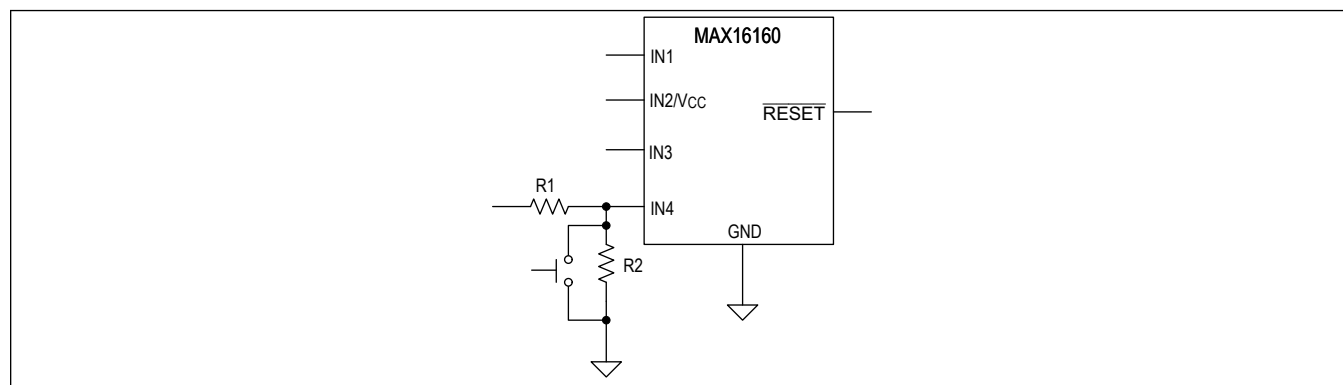 MAX16160
IN1
IN2/VCC
RESET
IN3
R1
IN4
GND
R2